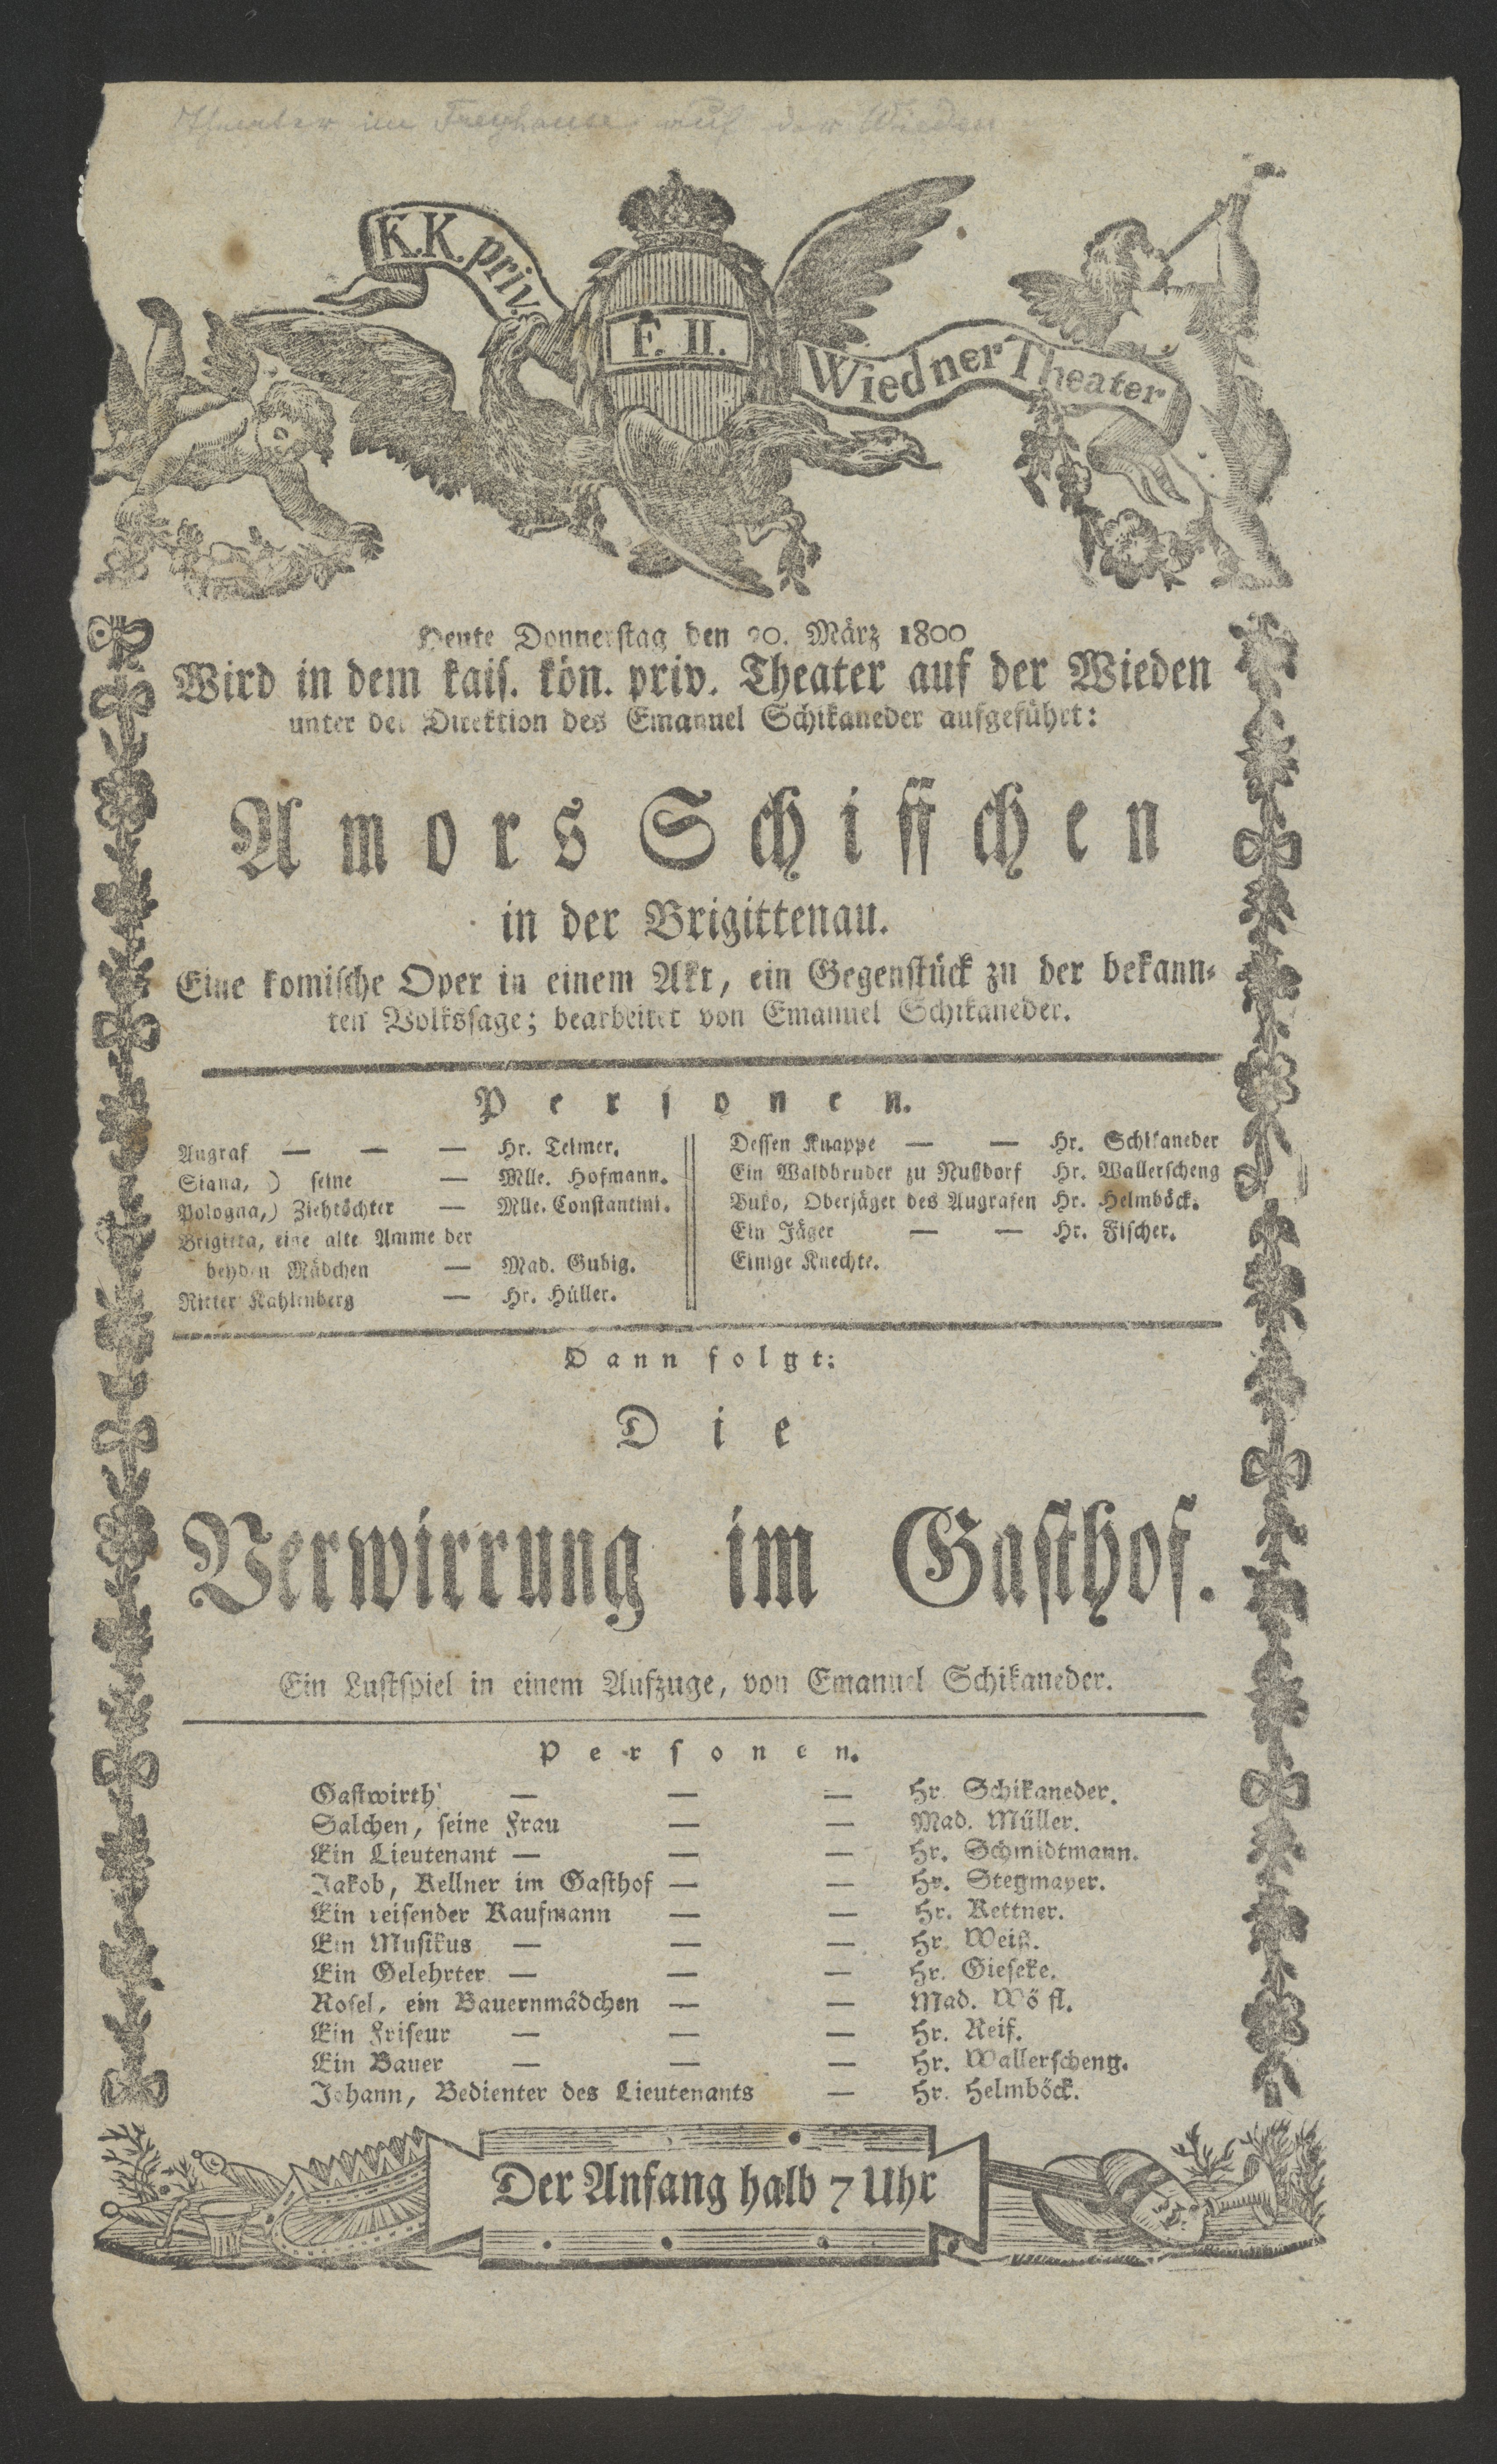 Theater im Freyhause auf der Wieden
K.K. priv.
F. II.
Wiedner Theater
Heute Donnerstag den 20. März 1800
Wird in dem kais. kön. priv. Theater auf der Wieden
unter der Direktion des Emanuel Schikaneder aufgeführt:
Amors Schiffchen
in der Brigittenau.
Eine komische Oper in einem Akt, ein Gegenstück zu der bekann-
ten Volkssage; bearbeitet von Emanuel Schikaneder.
Personen.
Augraf — — — Hr. Teimer.
Siana, ) seine — Mlle. Hofmann.
Pologna,) Ziehtöchter — Mlle. Constantini.
Brigitta, eine alte Amme der
beyden Mädchen — Mad. Gubig.
Ritter Kahlenberg — Hr. Hüller.
Dessen Knappe — — Hr. Schikaneder
Ein Waldbruder zu Nußdorf Hr. Wallerscheng
Buko, Oberjäger des Augrafen Hr. Helmböck.
Ein Jäger — — Hr. Fischer.
Einige Knechte.
Dann folgt:
Die
Verwirrung im Gasthof.
Ein Lustspiel in einem Aufzuge, von Emanuel Schikaneder.
Personen.
Gastwirth — — — Hr. Schikaneder.
Salchen, seine Frau — — Mad. Müller.
Ein Lieutenant — — — Hr. Schmidtmann.
Jakob, Kellner im Gasthof — — Hr. Stegmayer.
Ein reisender Kaufmann — — Hr. Kettner.
Ein Musikus — — — Hr. Weiß.
Ein Gelehrter — — — Hr. Gieseke.
Rosel, ein Bauernmädchen — — Mad.
Ein Friseur — — — Hr. Reif.
Ein Bauer — — — Hr. Wallerscheng.
Johann, Bedienter des Lieutenants — Hr. Helmböck.
Der Anfang halb 7 Uhr